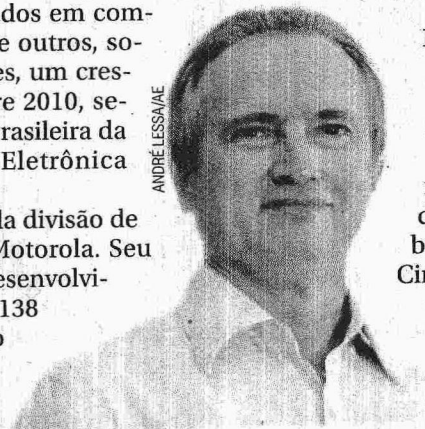 dos em com-
e outros, so-
es, um cres-
re 2010, se-
rasileira da
Eletrônica
la divisão de
Motorola. Seu
esenvolvi-
138
ANDRÉ LESSA/AE
b
Cir